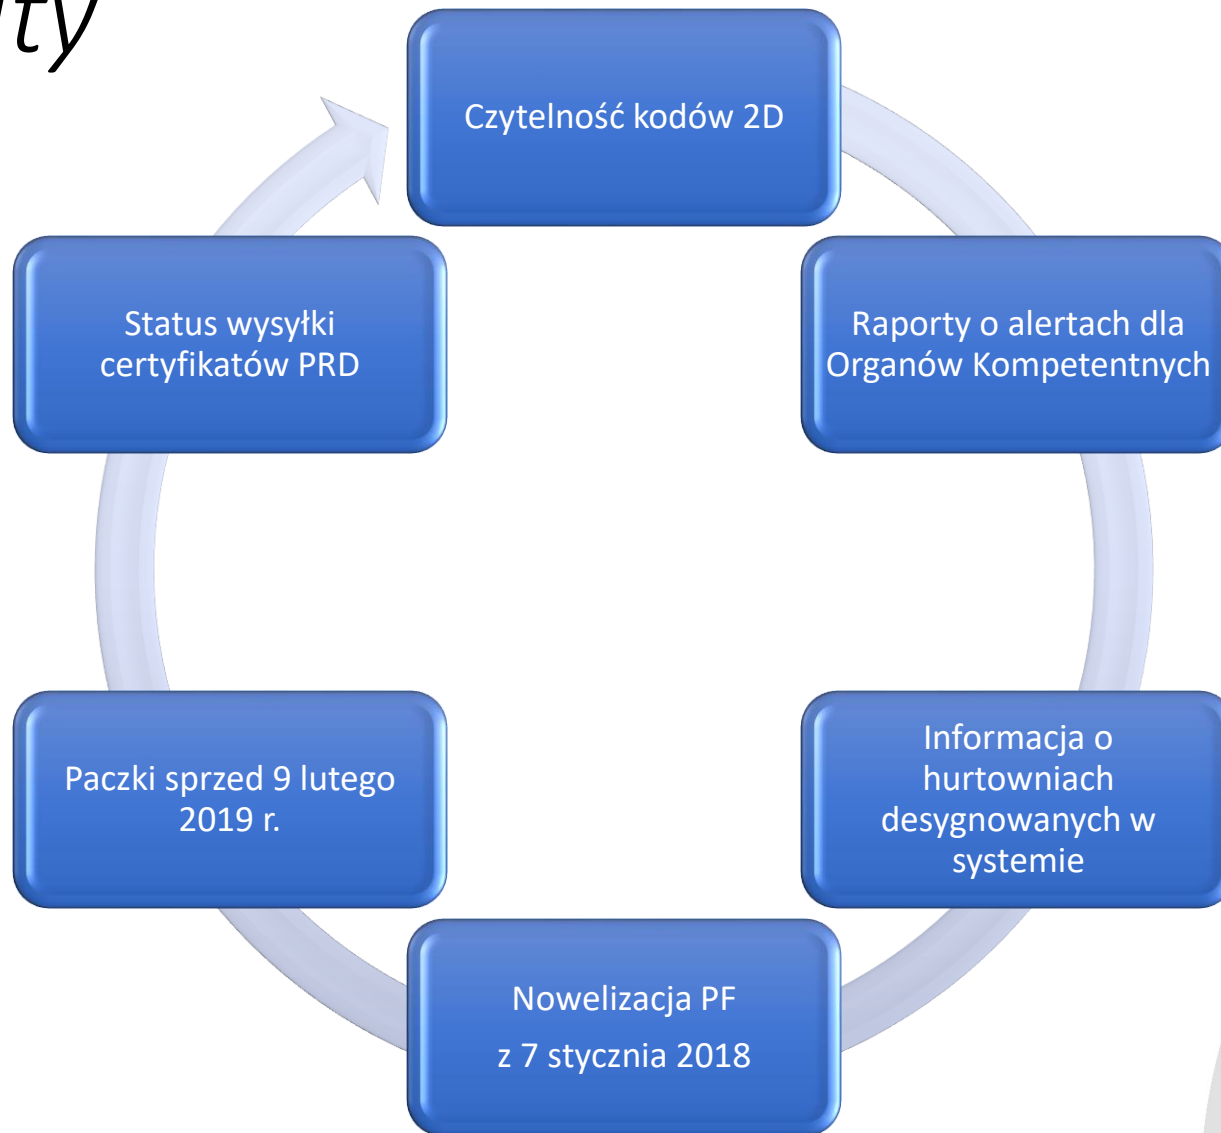 Czytelność kodów 2D
Raporty o alertach dla
Organów Kompetentnych
Informacja o
hurtowniach
desygnowanych w
systemie
Nowelizacja PF
z 7 stycznia 2018
Paczki sprzed 9 lutego
2019 r.
Status wysyłki
certyfikatów PRD